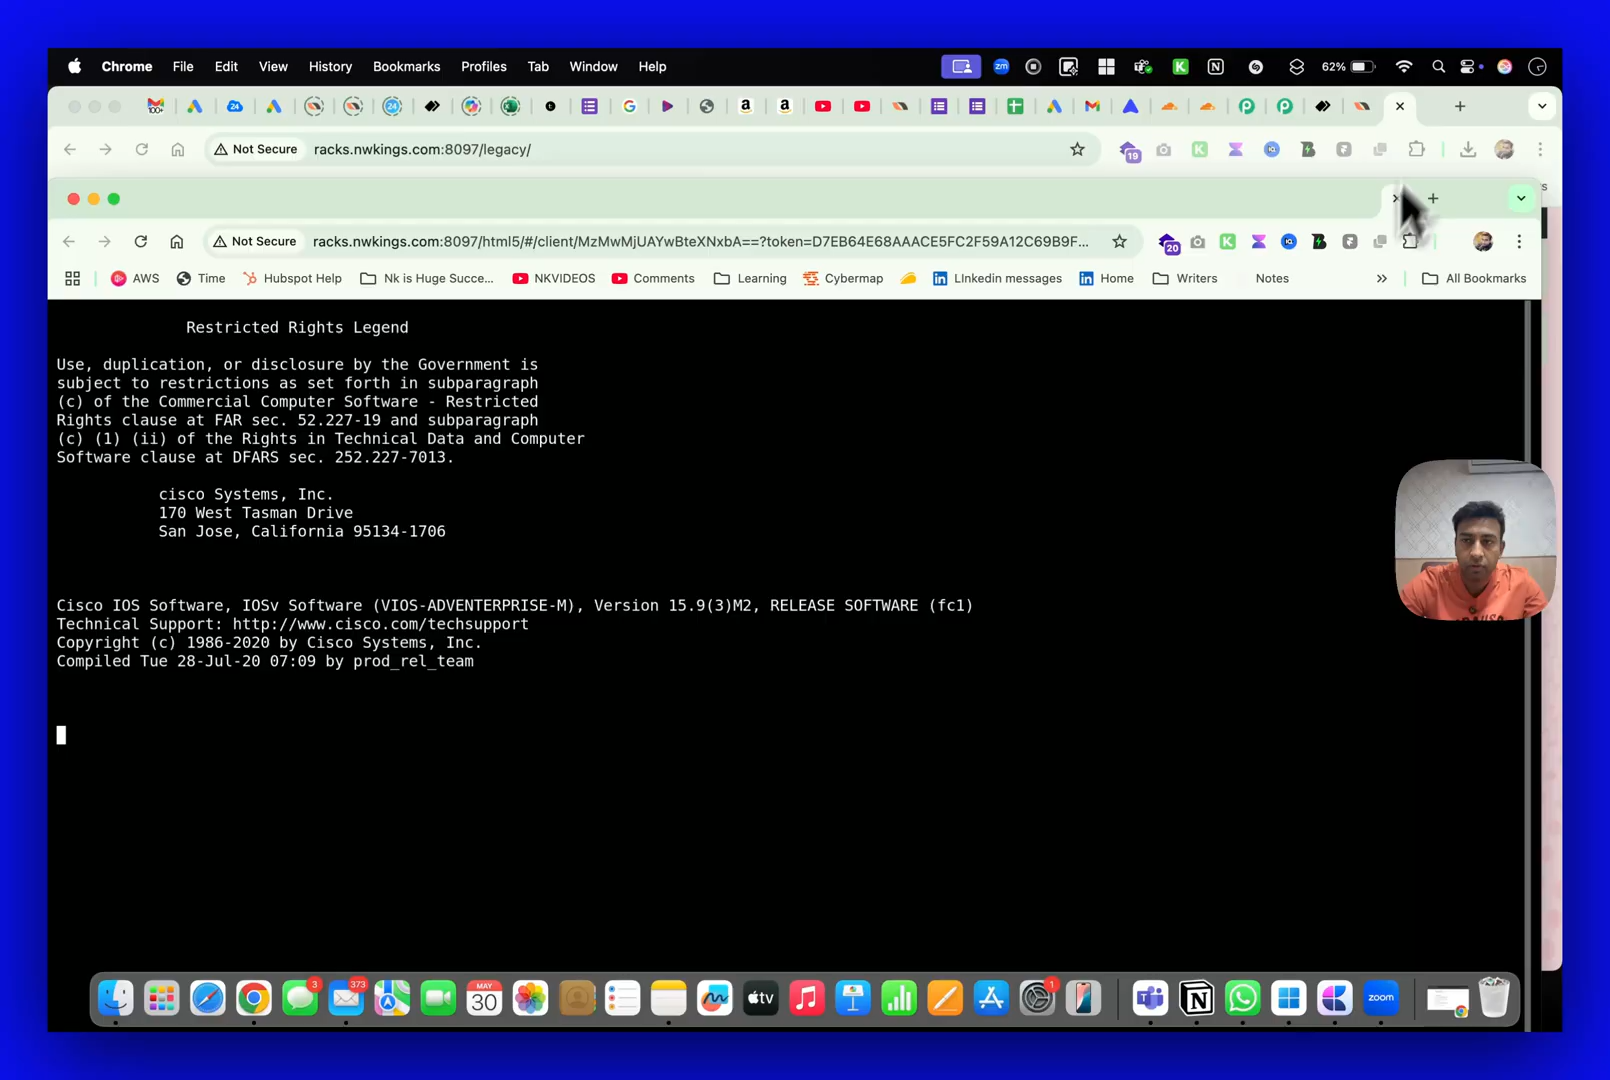 Chrome File Edit View History Bookmarks Profiles Tab Window Help
62%
Not Secure racks.nwkings.com:8097/legacy/
19
Not Secure racks.nwkings.com:8097/html5/#/client/MzMwMjUAYwBteXNxbA==?token=D7EB64E68AAACE5FC2F59A12C69B9F...
20
AWS Time Hubspot Help Nk is Huge Succe... NKVIDEOS Comments Learning Cybermap LInkedin messages Home Writers Notes » All Bookmarks
Restricted Rights Legend
Use, duplication, or disclosure by the Government is
subject to restrictions as set forth in subparagraph
(c) of the Commercial Computer Software - Restricted
Rights clause at FAR sec. 52.227-19 and subparagraph
(c) (1) (ii) of the Rights in Technical Data and Computer
Software clause at DFARS sec. 252.227-7013.
cisco Systems, Inc.
170 West Tasman Drive
San Jose, California 95134-1706
Cisco IOS Software, IOSv Software (VIOS-ADVENTERPRISE-M), Version 15.9(3)M2, RELEASE SOFTWARE (fc1)
Technical Support: http://www.cisco.com/techsupport
Copyright (c) 1986-2020 by Cisco Systems, Inc.
Compiled Tue 28-Jul-20 07:09 by prod_rel_team
3 373 MAY 30 tv 1 zoom